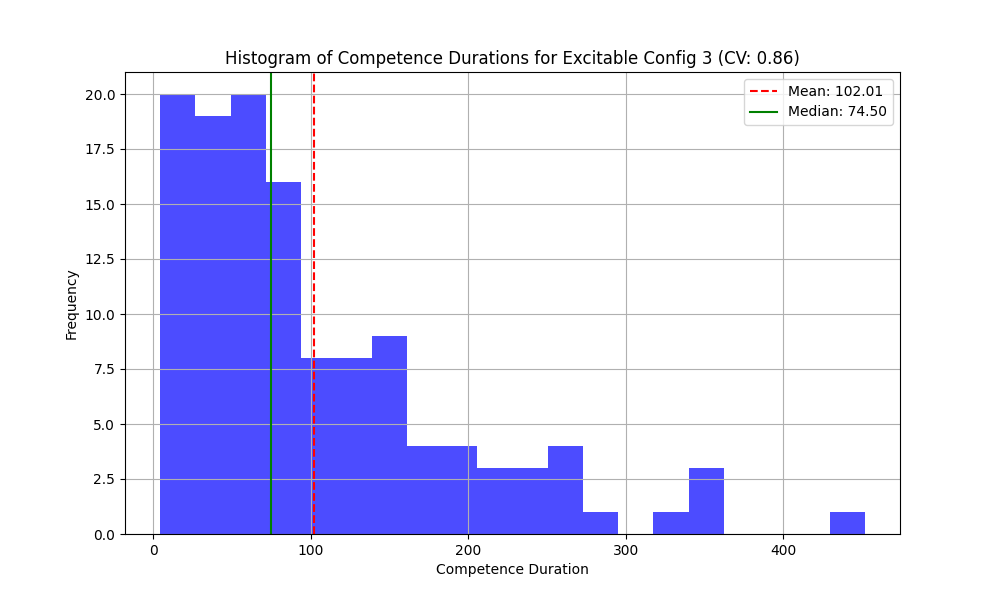 Histogram of Competence Durations for Excitable Config 3 (CV: 0.86)
Mean: 102.01
Median: 74.50
20.0
17.5
15.0
12.5
10.0
7.5
5.0
2.5
0.0
Frequency
0 100 200 300 400
Competence Duration